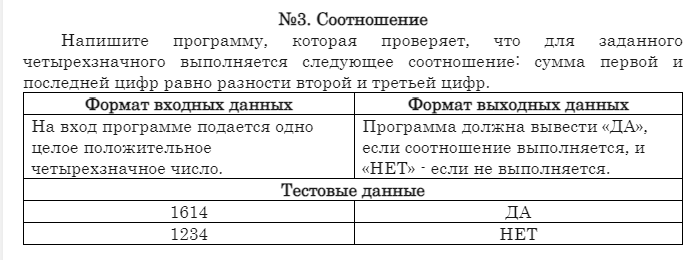 №3. Соотношение
Напишите программу, которая проверяет, что для заданного
четырехзначного выполняется следующее соотношение: сумма первой и
последней цифр равно разности второй и третьей цифр.
Формат входных данных
Формат выходных данных
На вход программе подается одно
целое положительное
четырехзначное число.
Программа должна вывести «ДА»,
если соотношение выполняется, и
«НЕТ» - если не выполняется.
Тестовые данные
1614 ДА
1234 НЕТ